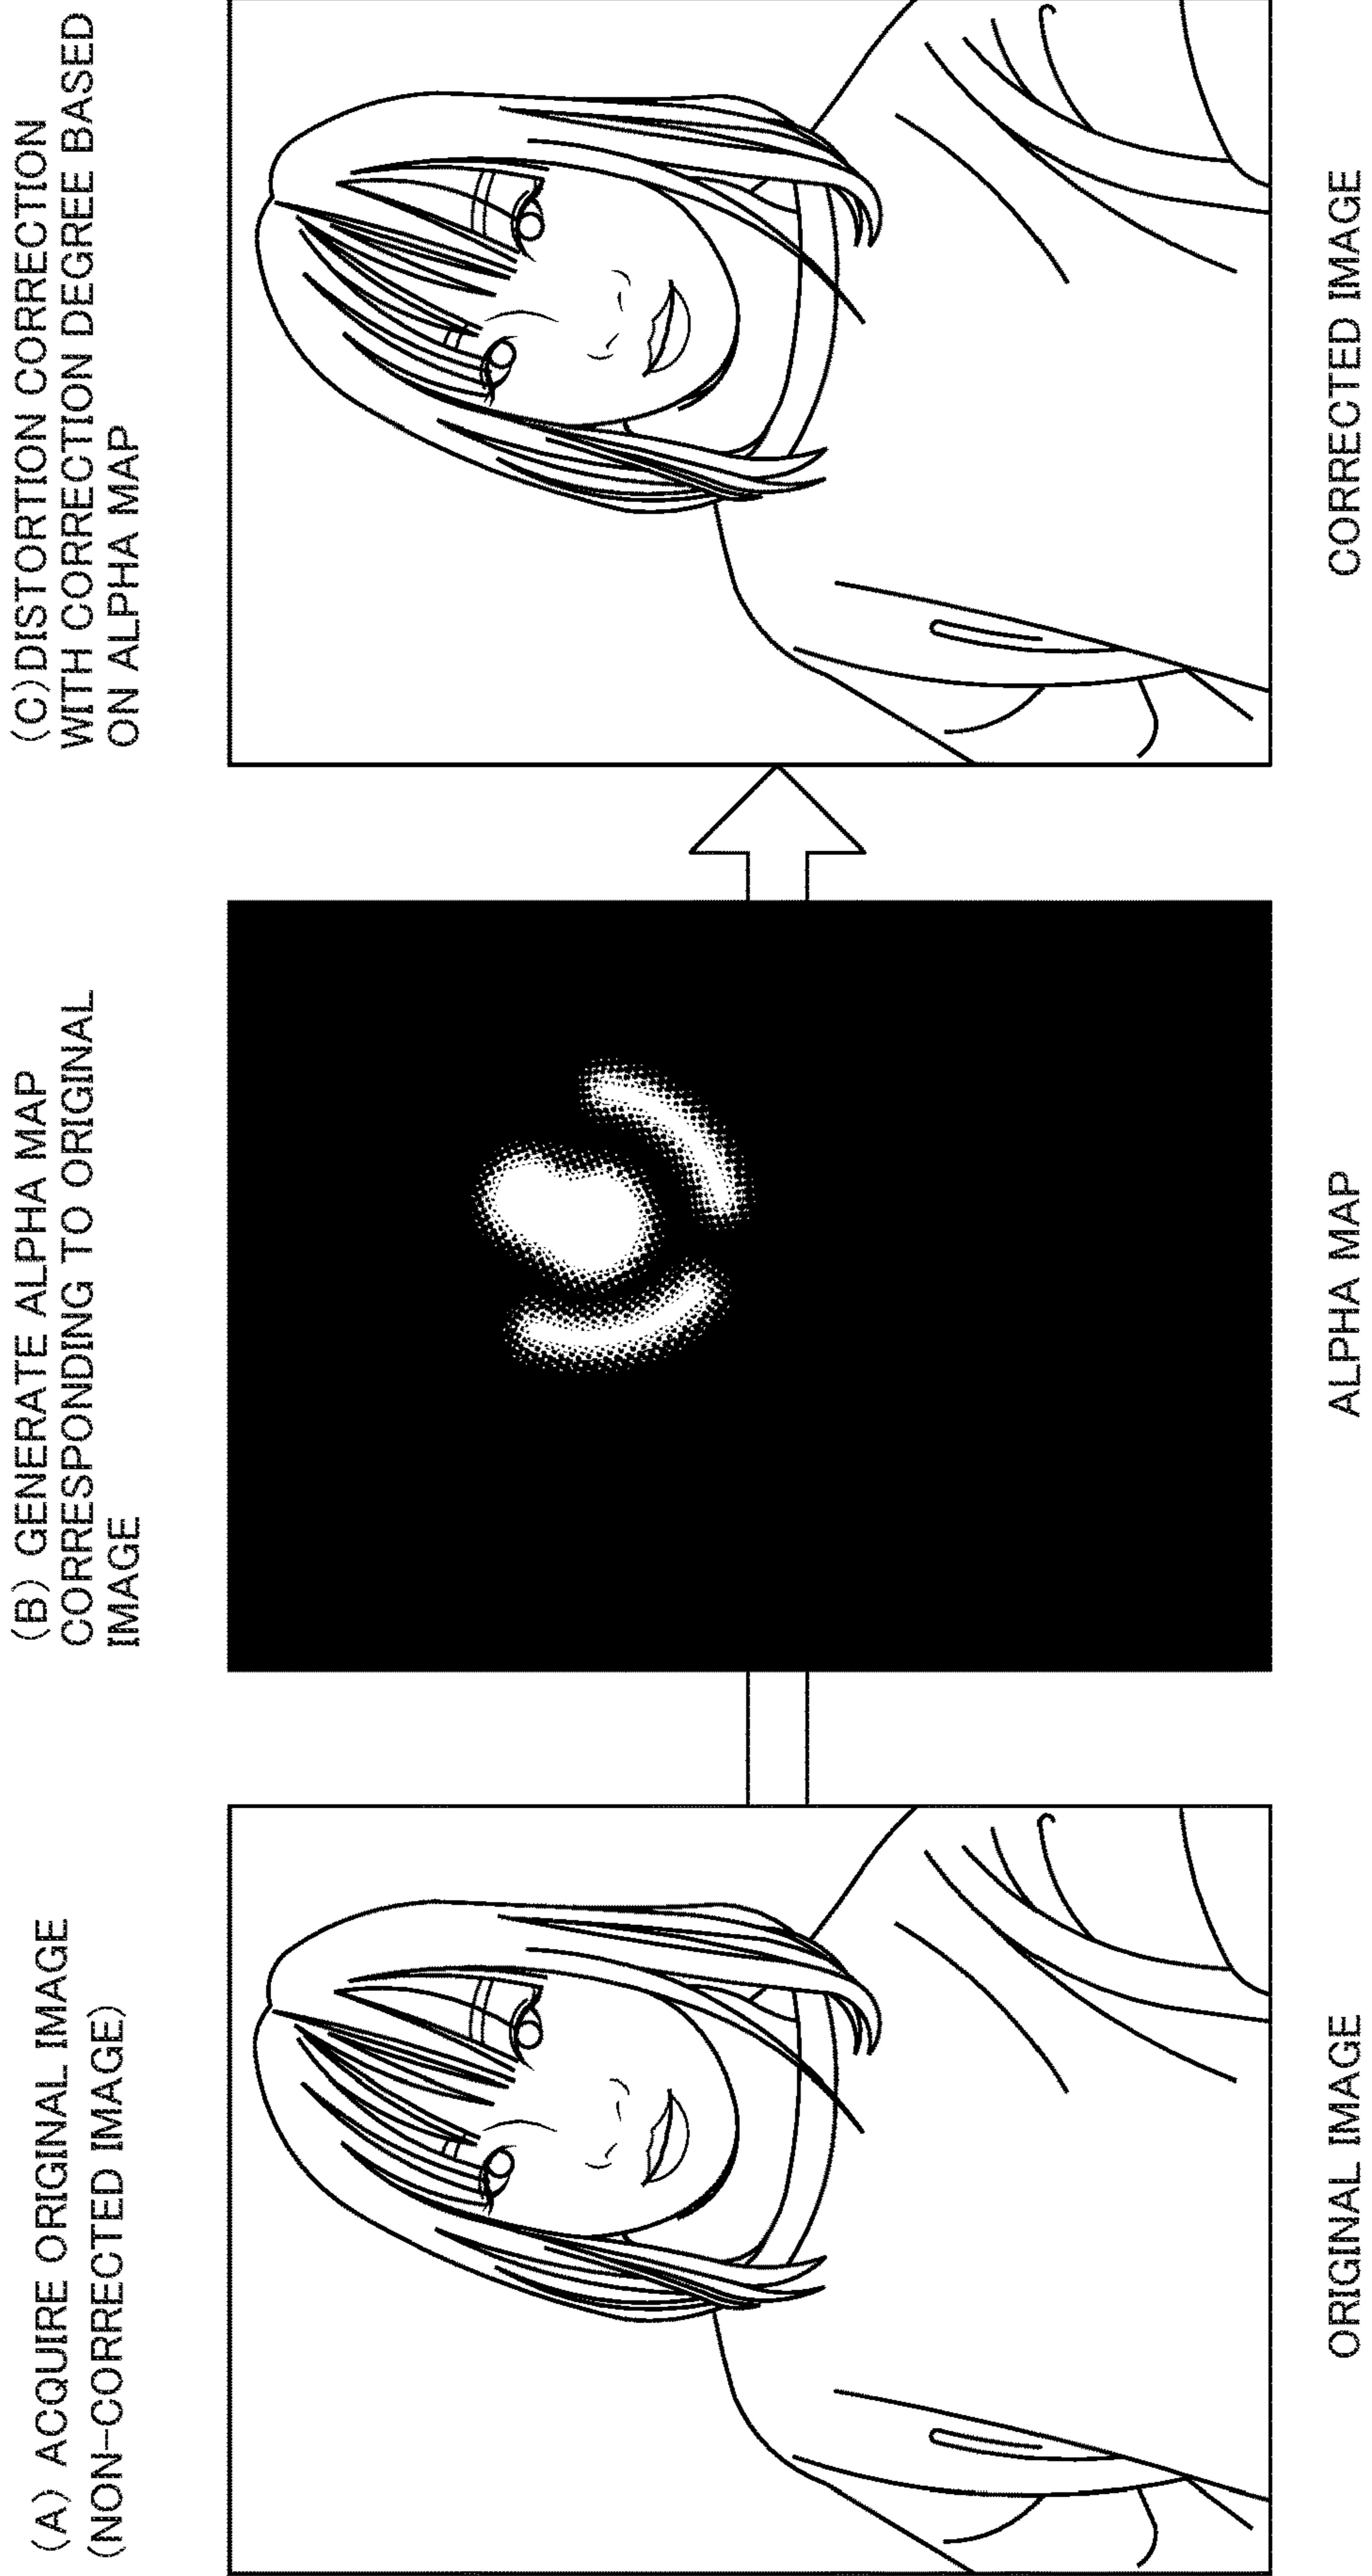 (A) ACQUIRE ORIGINAL IMAGE
(NON-CORRECTED IMAGE)
(B) GENERATE ALPHA MAP
CORRESPONDING TO ORIGINAL
IMAGE
(C)DISTORTION CORRECTION
WITH CORRECTION DEGREE BASED
ON ALPHA MAP
ORIGINAL IMAGE
ALPHA MAP
CORRECTED IMAGE